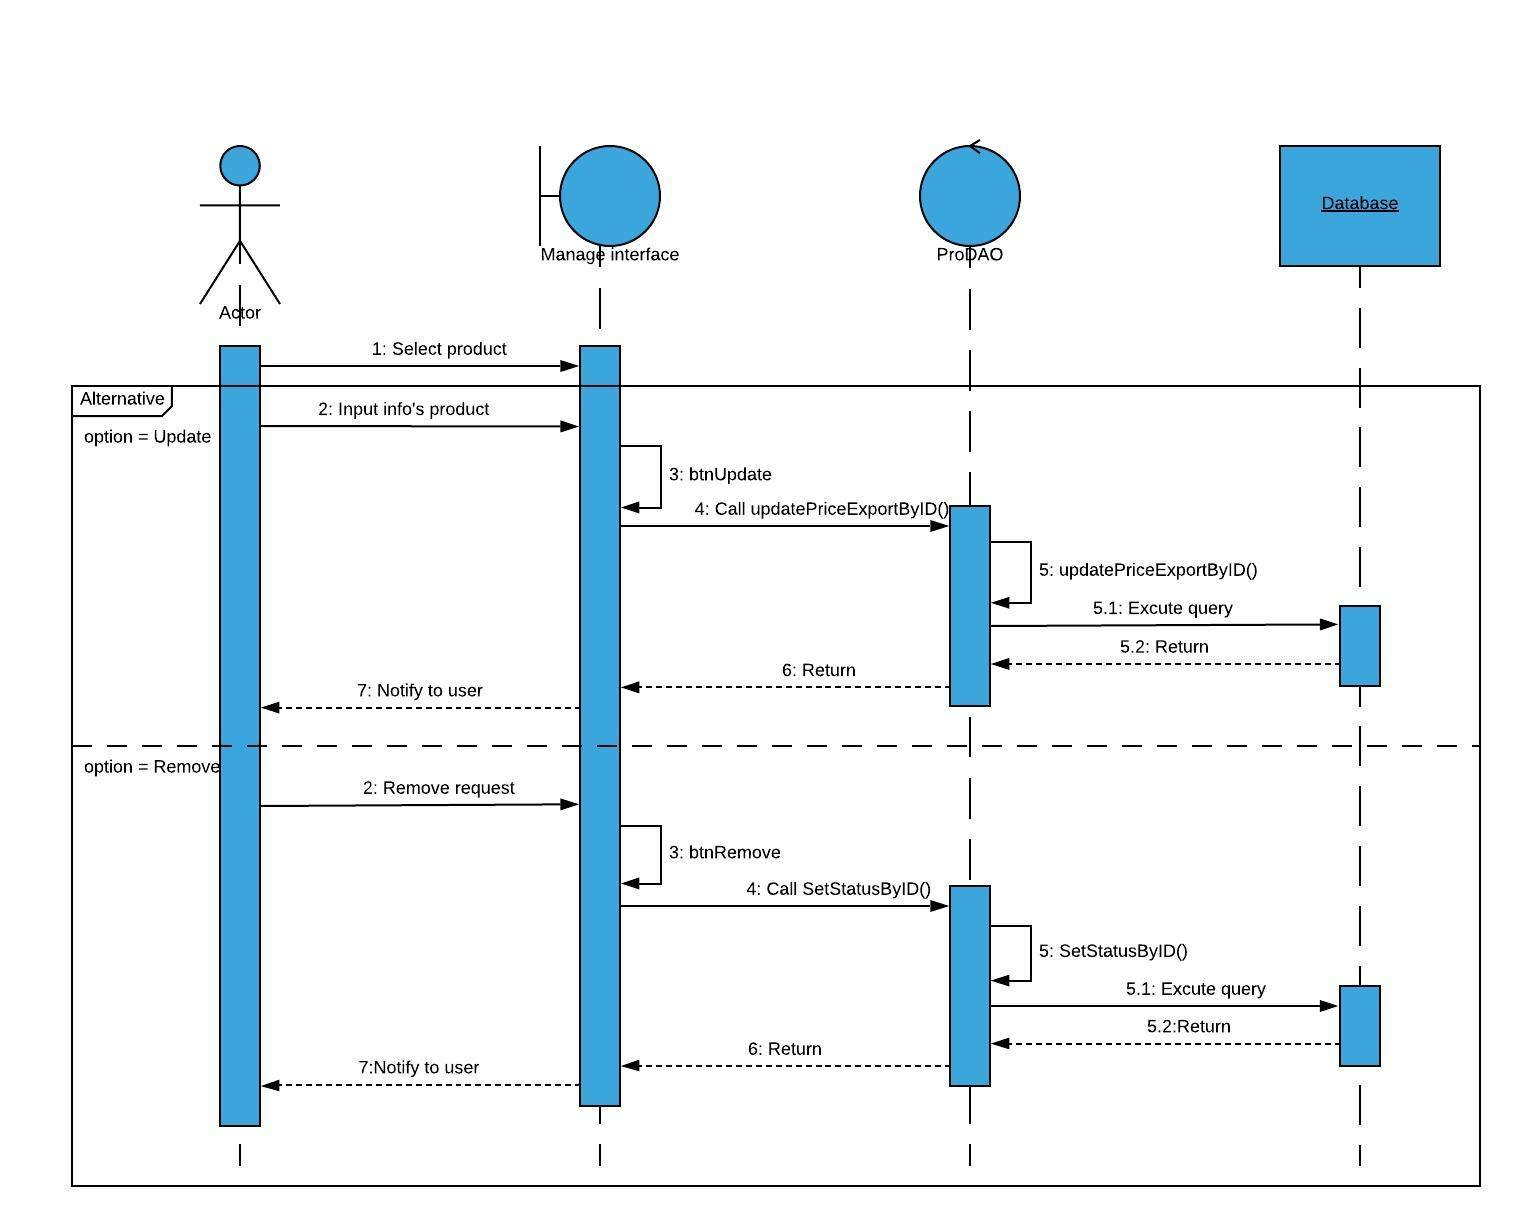 Database
Manage interface
ProDAO
Actor
1: Select product
Alternative
2: Input info's product
option = Update
3: btnUpdate
4: Call updatePriceExportByID()
5: updatePriceExportByID()
5.1: Excute query
5.2: Return
6: Return
7: Notify to user
option = Remove
2: Remove request
3: btnRemove
4: Call SetStatusByID()
5: SetStatusByID()
5.1: Excute query
5.2:Return
6: Return
7:Notify to user